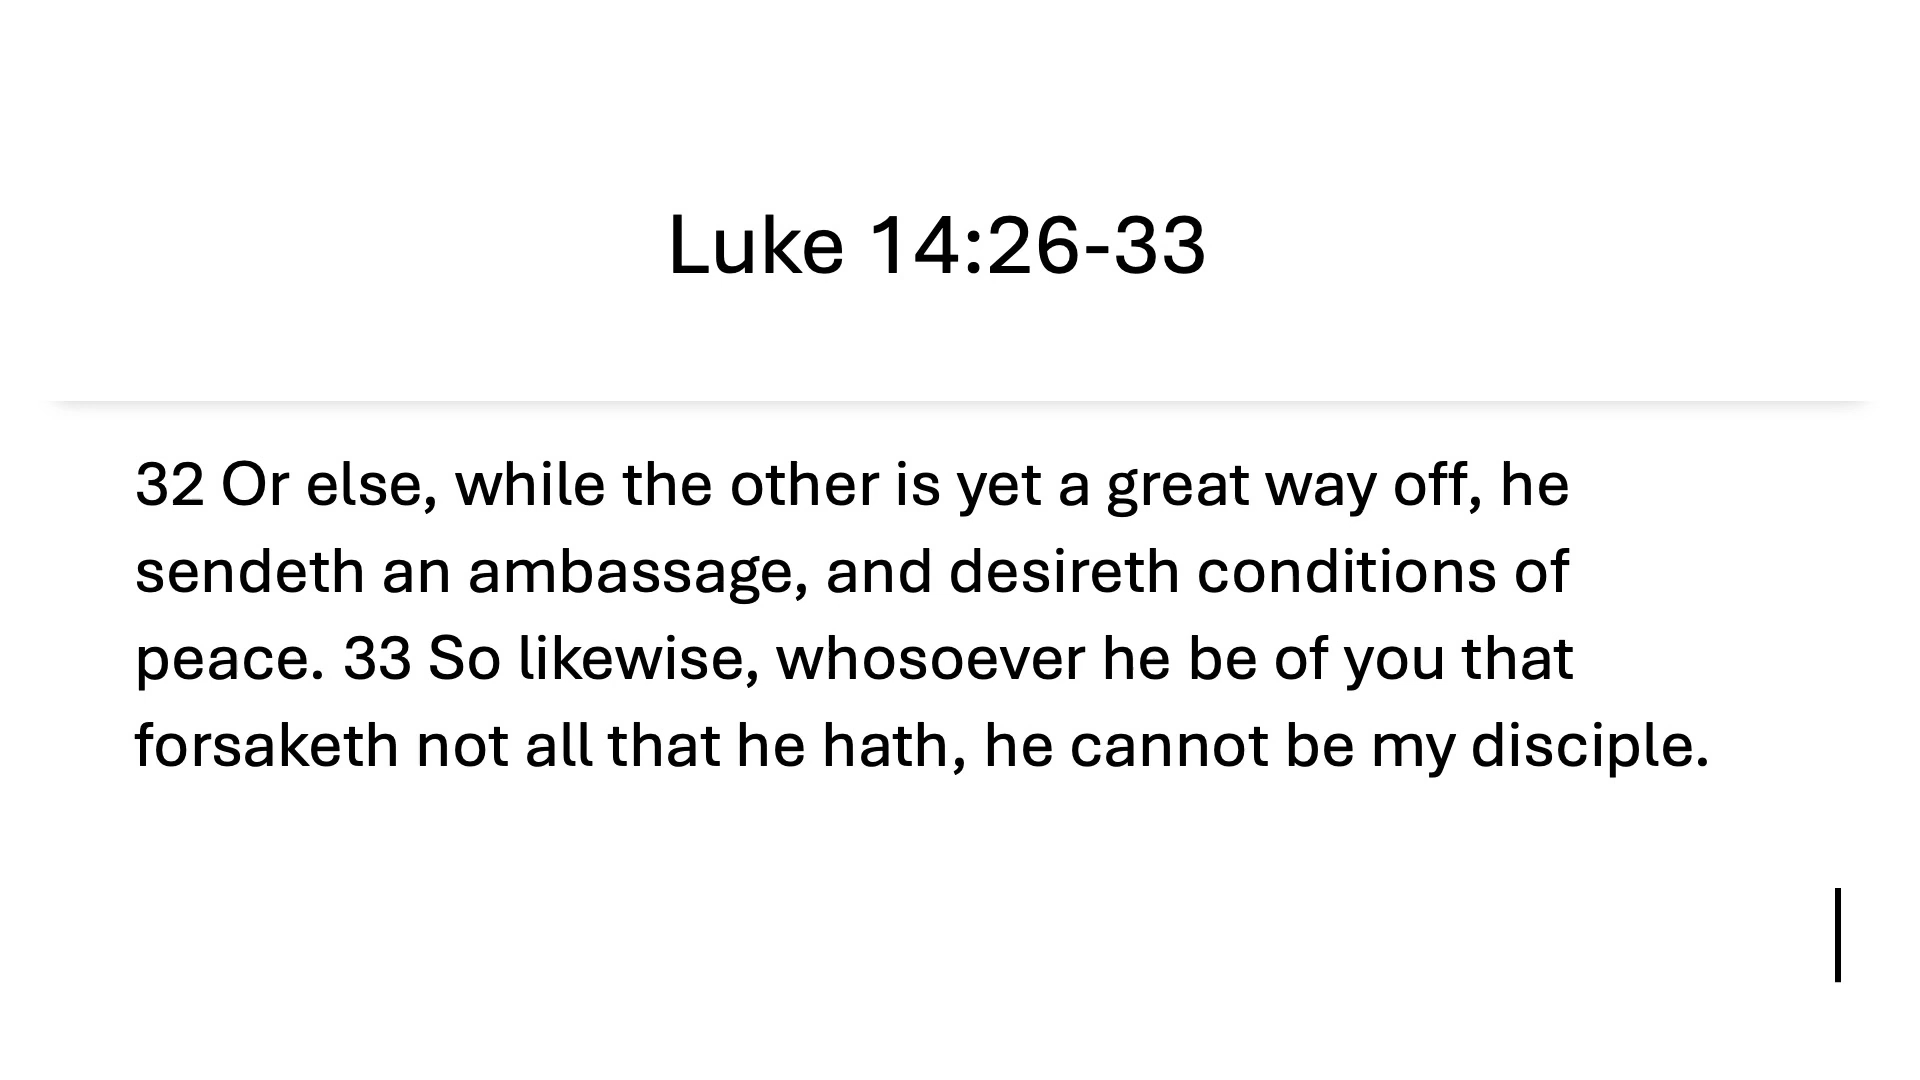 Luke 14:26-33
32 Or else, while the other is yet a great way off, he
sendeth an ambassage, and desireth conditions of
peace. 33 So likewise, whosoever he be of you that
forsaketh not all that he hath, he cannot be my disciple.